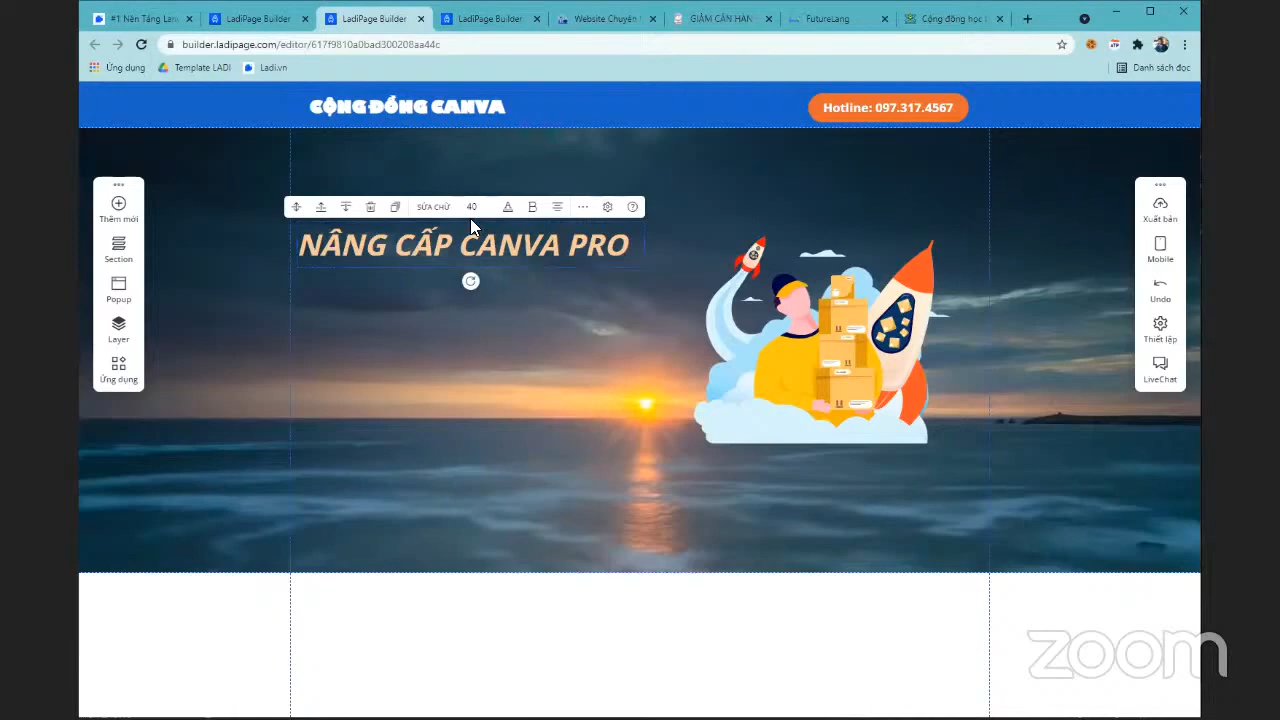 #1 Nền Tảng Lan
LadiPage Builder
LadiPage Builder
LadiPage Builder
Website Chuyên
GIẢM CÂN HÀN
FutureLang
Cộng đồng học
builder.ladipage.com/editor/617f9810a0bad300208aa44c
Ứng dụng
Template LADI
Ladi.vn
Danh sách đọc
CỘNG ĐỒNG CANVA
Hotline: 097.317.4567
SỬA CHỮ
40
NÂNG CẤP CANVA PRO
Thêm mới
Section
Popup
Layer
Ứng dụng
Xuất bản
Mobile
Undo
Thiết lập
LiveChat
zoom